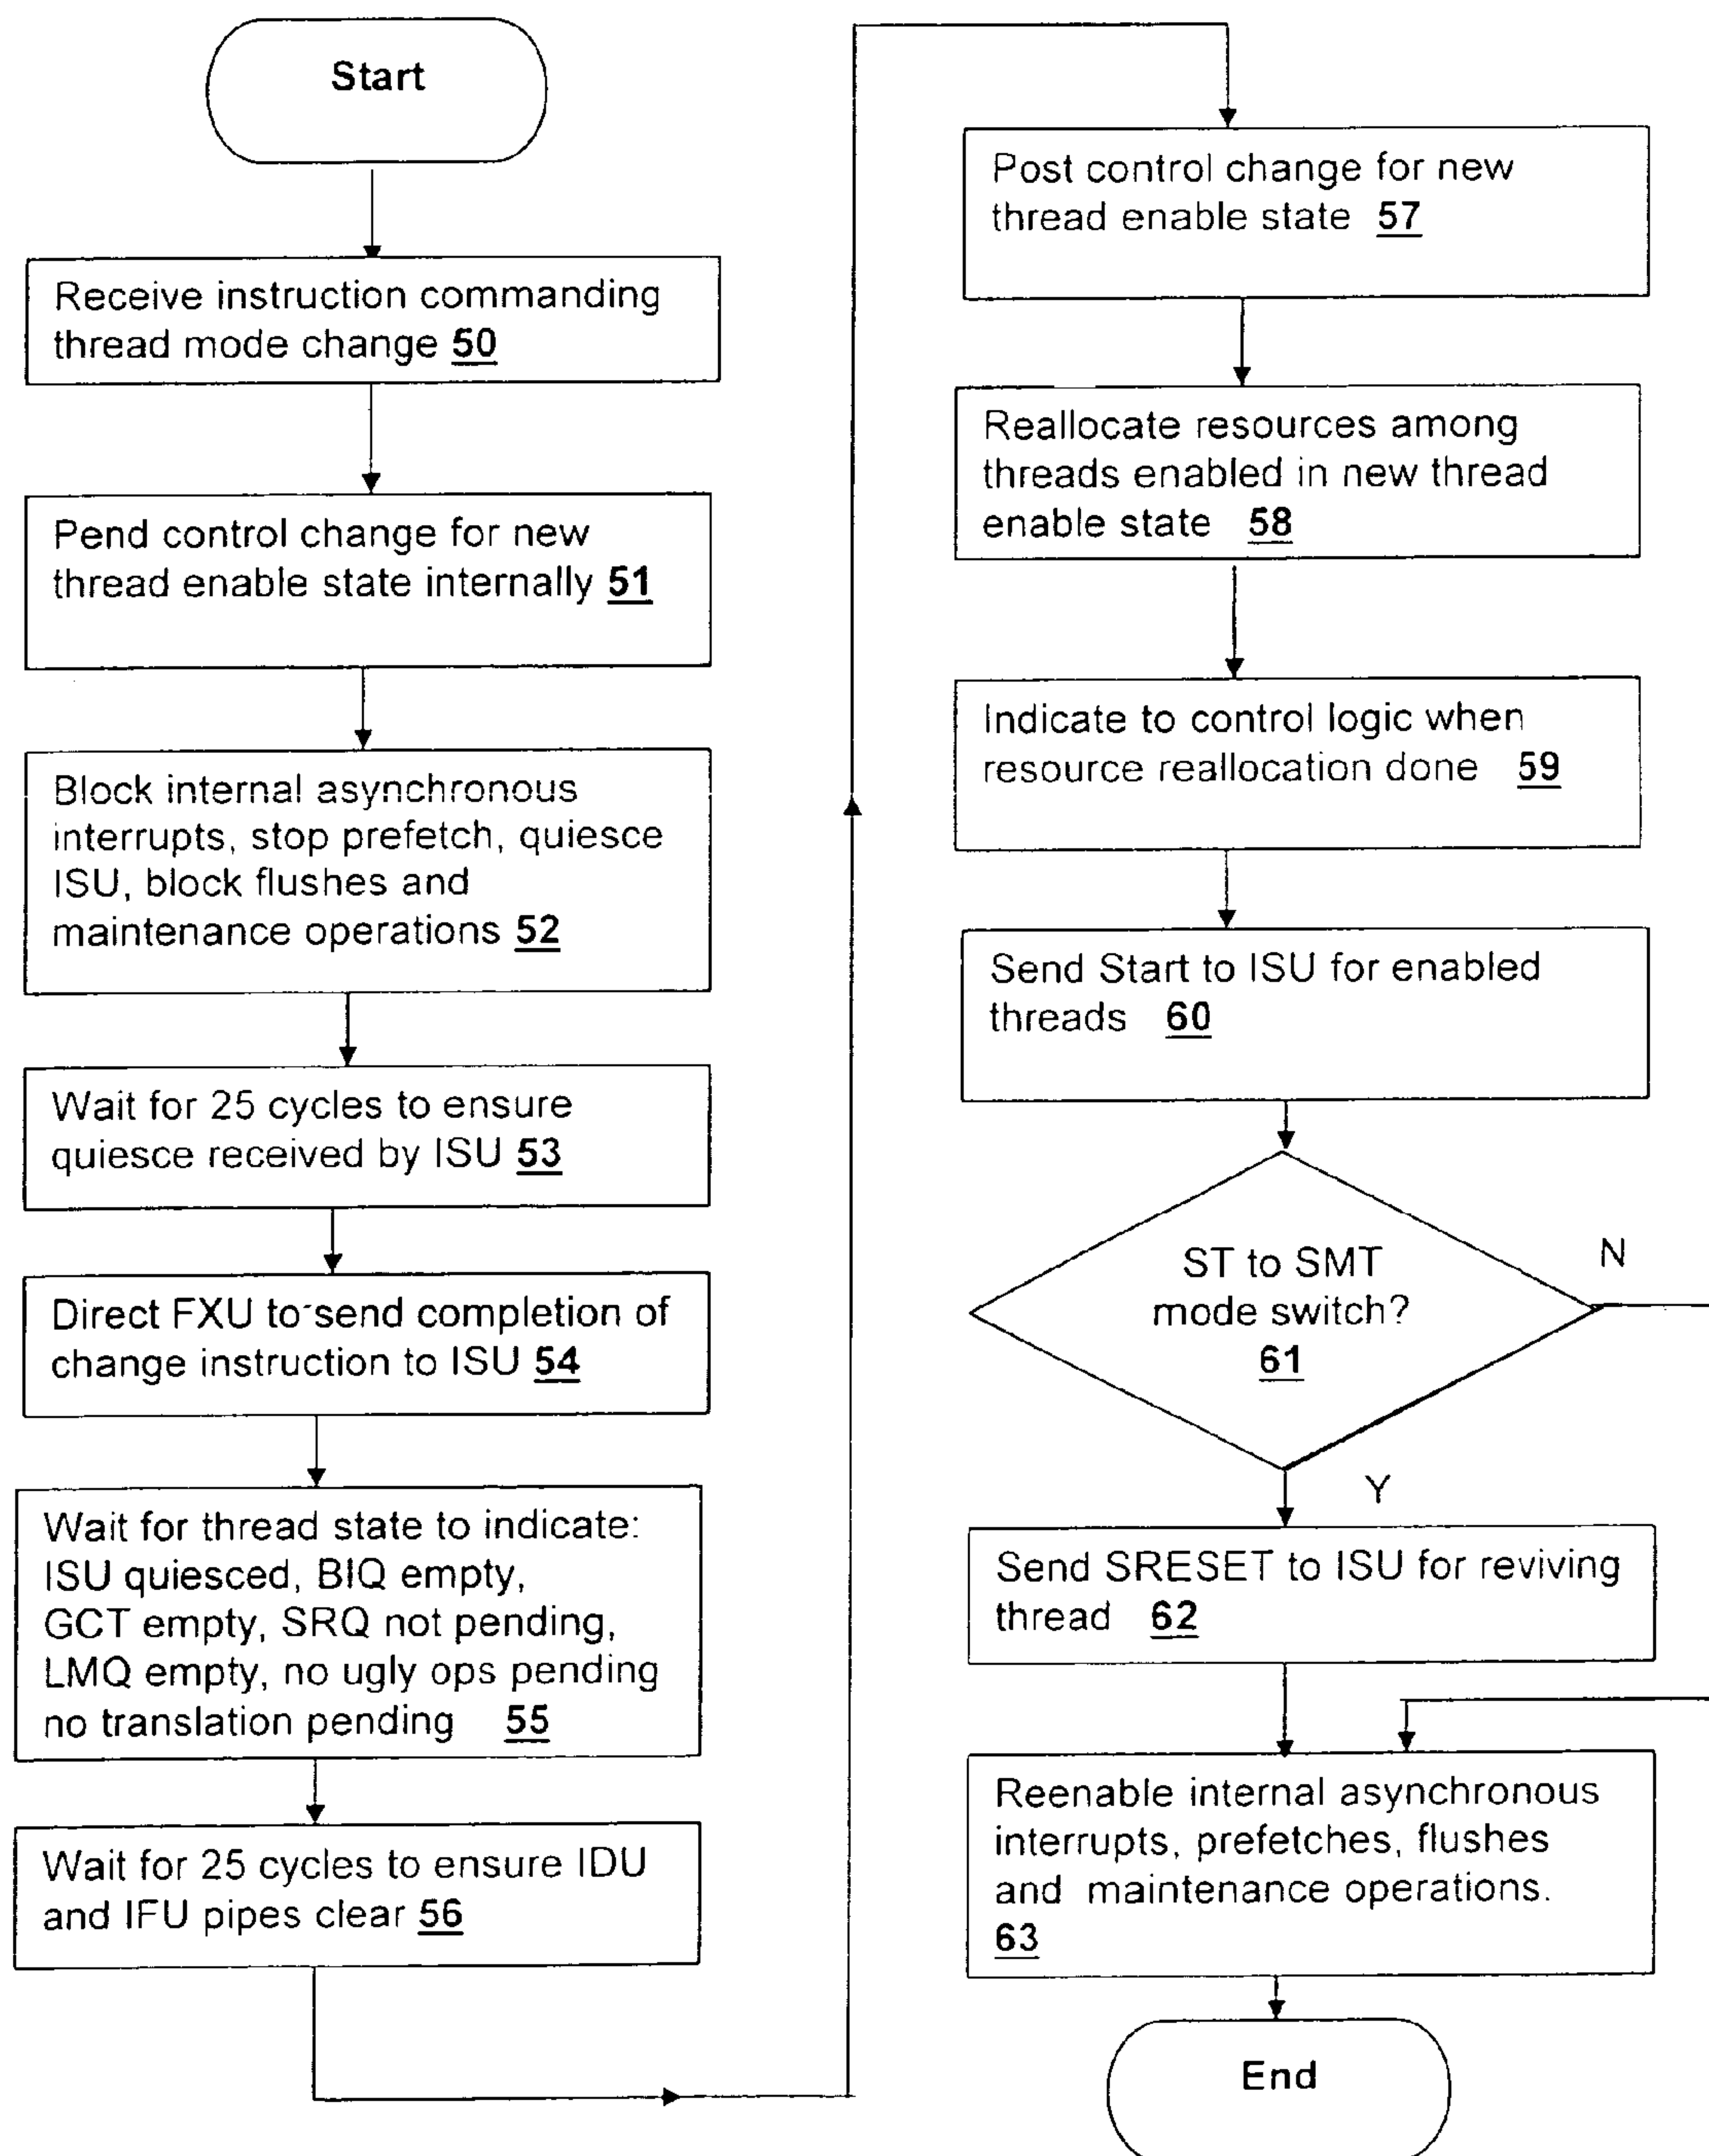 Start
Receive instruction commanding
thread mode change 50
Pend control change for new
thread enable state internally 51
Block internal asynchronous
interrupts, stop prefetch, quiesce
ISU, block flushes and
maintenance operations 52
Wait for 25 cycles to ensure
quiesce received by ISU 53
Direct FXU to send completion of
change instruction to ISU 54
Wait for thread state to indicate:
ISU quiesced, BIQ empty,
GCT empty, SRQ not pending,
LMQ empty, no ugly ops pending
no translation pending 55
Wait for 25 cycles to ensure IDU
and IFU pipes clear 56
Post control change for new
thread enable state 57
Reallocate resources among
threads enabled in new thread
enable state 58
Indicate to control logic when
resource reallocation done 59
Send Start to ISU for enabled
threads 60
ST to SMT
mode switch?
61
N
Y
Send SRESET to ISU for reviving
thread 62
Reenable internal asynchronous
interrupts, prefetches, flushes
and maintenance operations.
63
End